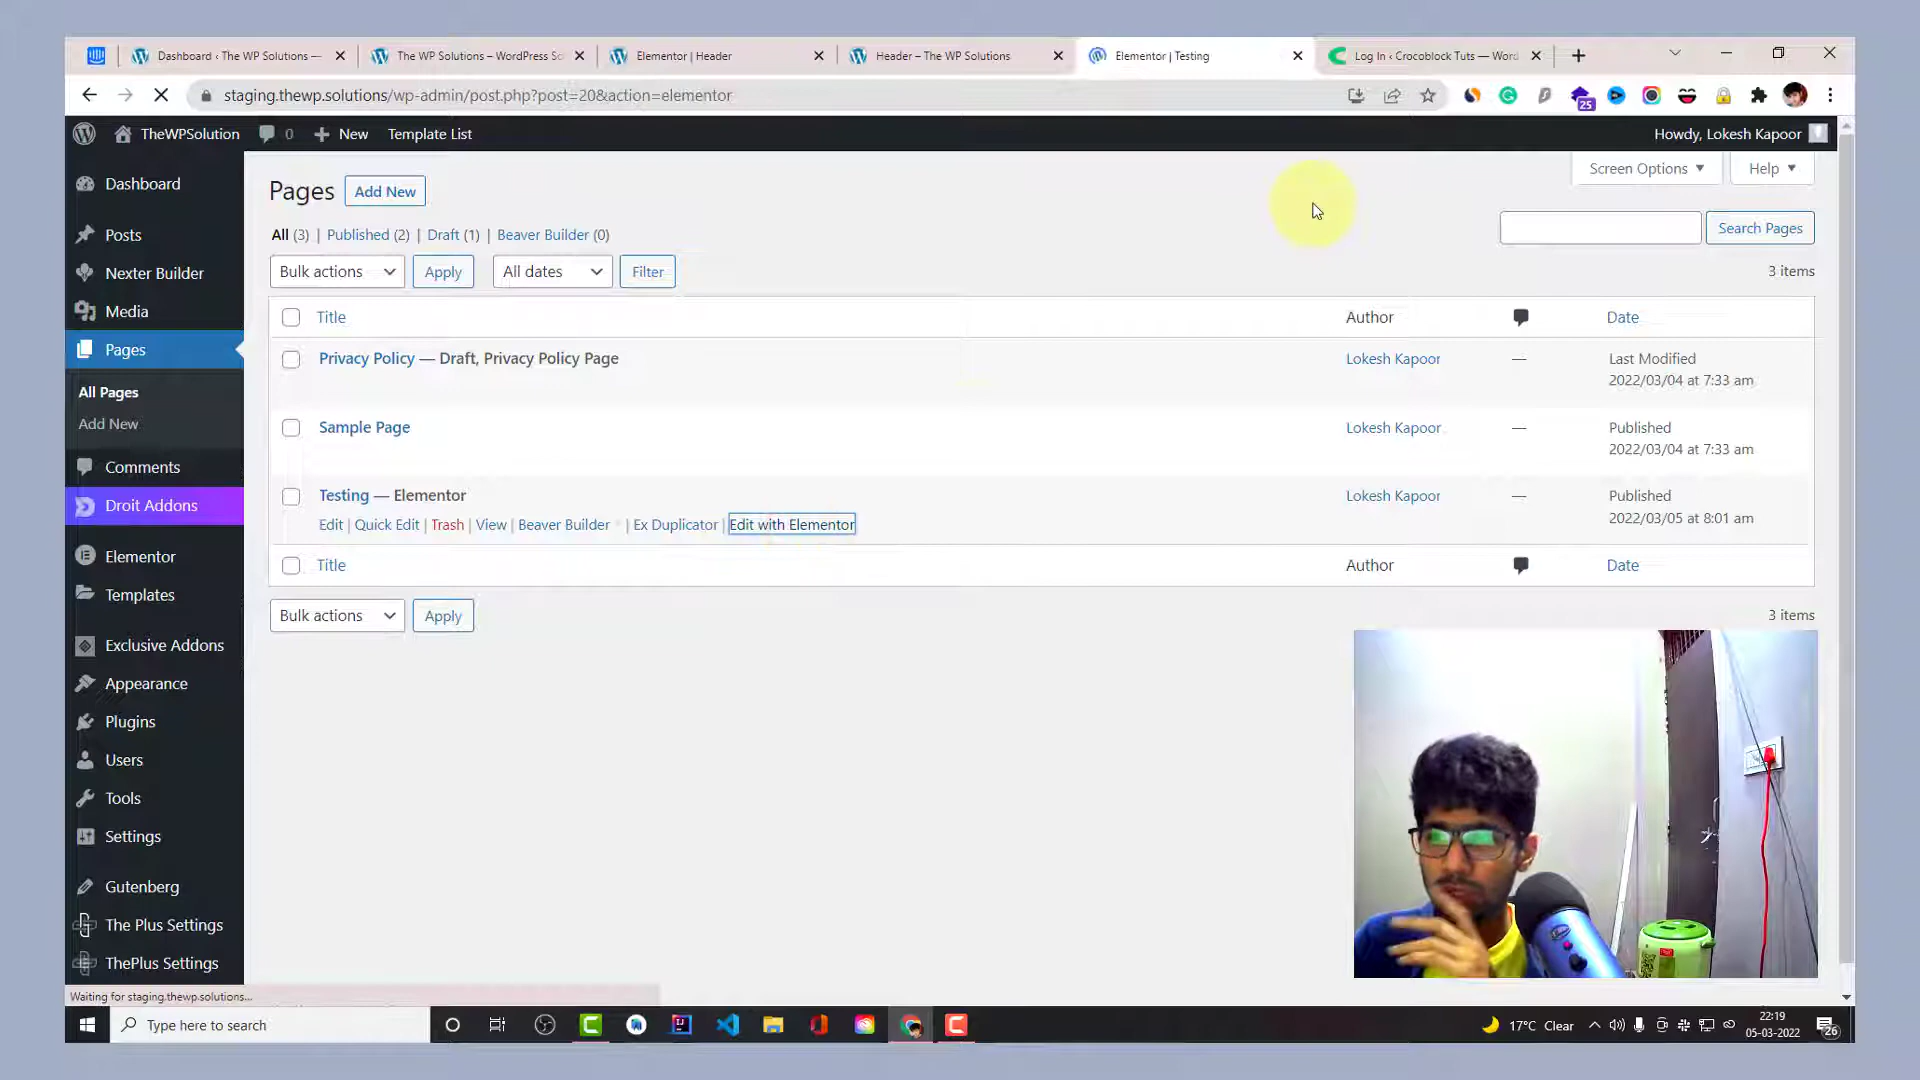 Dashboard ‹ The WP Solutions —
The WP Solutions – WordPress So
Elementor | Header
Header – The WP Solutions
Elementor | Testing
Log In ‹ Crocoblock Tuts — Word
staging.thewp.solutions/wp-admin/post.php?post=20&action=elementor
25
TheWPSolution
0
New
Template List
Howdy, Lokesh Kapoor
Dashboard
Posts
Nexter Builder
Media
Pages
All Pages
Add New
Comments
Droit Addons
Elementor
Templates
Exclusive Addons
Appearance
Plugins
Users
Tools
Settings
Gutenberg
The Plus Settings
ThePlus Settings
Screen Options
Help
Pages
Add New
All (3) | Published (2) | Draft (1) | Beaver Builder (0)
Search Pages
Bulk actions
Apply
All dates
Filter
3 items
Title
Author
Date
Privacy Policy — Draft, Privacy Policy Page
Lokesh Kapoor
—
Last Modified
2022/03/04 at 7:33 am
Sample Page
Lokesh Kapoor
—
Published
2022/03/04 at 7:33 am
Testing — Elementor
Lokesh Kapoor
—
Published
2022/03/05 at 8:01 am
Edit | Quick Edit | Trash | View | Beaver Builder | Ex Duplicator | Edit with Elementor
Title
Author
Date
Bulk actions
Apply
3 items
Waiting for staging.thewp.solutions...
Type here to search
17°C Clear
22:19
05-03-2022
26